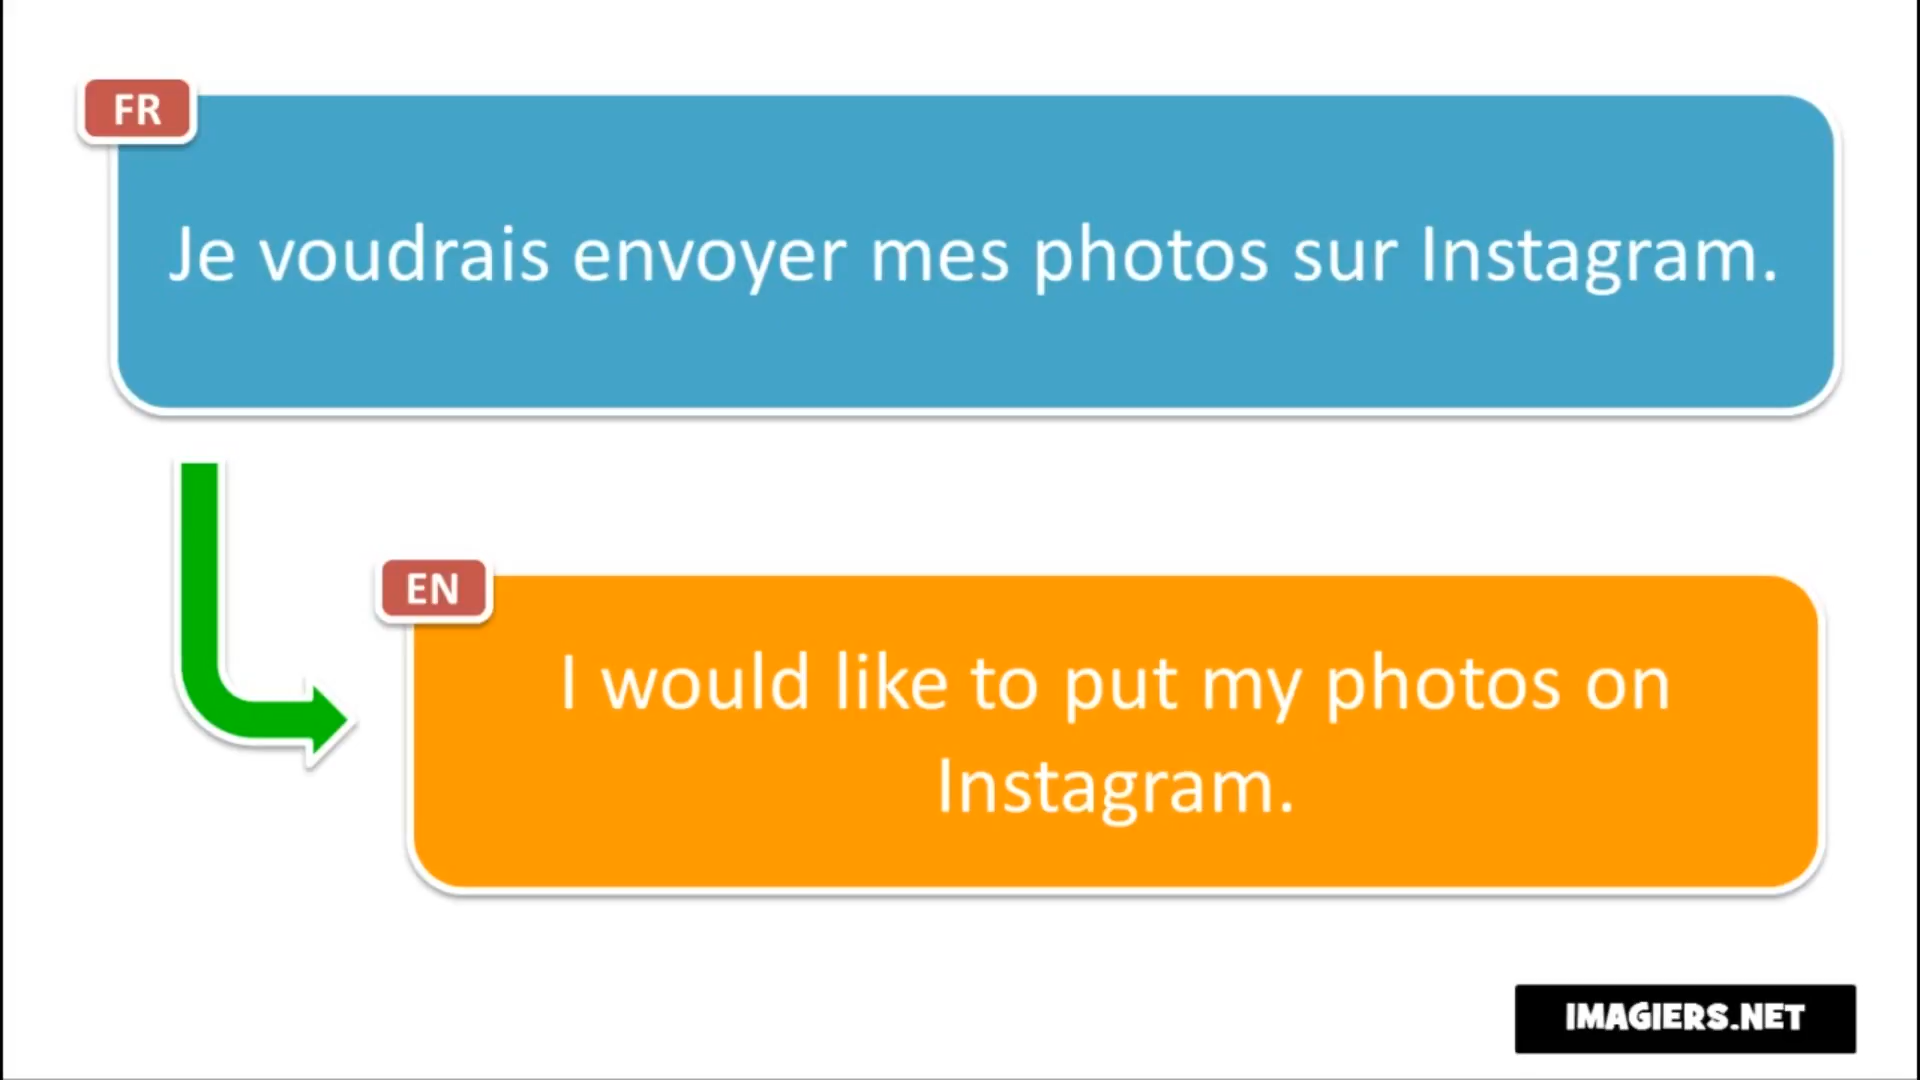 FR
Je voudrais envoyer mes photos sur Instagram.
EN
I would like to put my photos on
Instagram.
IMAGIERS.NET